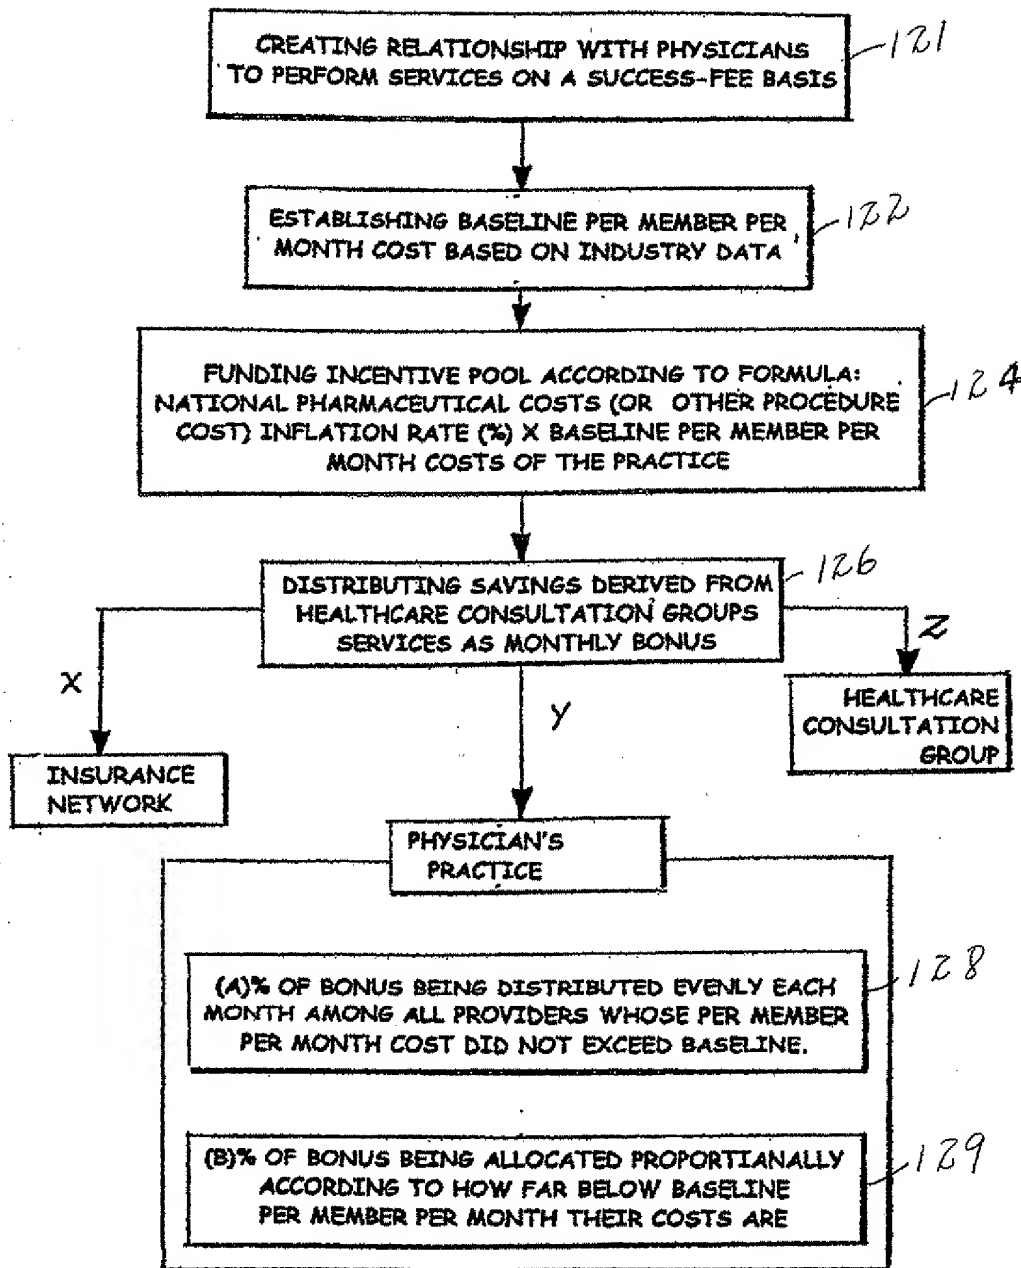 CREATING RELATIONSHIP WITH PHYSICIANS
TO PERFORM SERVICES ON A SUCCESS-FEE BASIS
121
ESTABLISHING BASELINE PER MEMBER PER
MONTH COST BASED ON INDUSTRY DATA
122
FUNDING INCENTIVE POOL ACCORDING TO FORMULA:
NATIONAL PHARMACEUTICAL COSTS (OR OTHER PROCEDURE
COST) INFLATION RATE (%) X BASELINE PER MEMBER PER
MONTH COSTS OF THE PRACTICE
124
DISTRIBUTING SAVINGS DERIVED FROM
HEALTHCARE CONSULTATION GROUPS
SERVICES AS MONTHLY BONUS
126
X
Y
Z
INSURANCE
NETWORK
HEALTHCARE
CONSULTATION
GROUP
PHYSICIAN'S
PRACTICE
(A)% OF BONUS BEING DISTRIBUTED EVENLY EACH
MONTH AMONG ALL PROVIDERS WHOSE PER MEMBER
PER MONTH COST DID NOT EXCEED BASELINE.
128
(B)% OF BONUS BEING ALLOCATED PROPORTIANALLY
ACCORDING TO HOW FAR BELOW BASELINE
PER MEMBER PER MONTH THEIR COSTS ARE
129